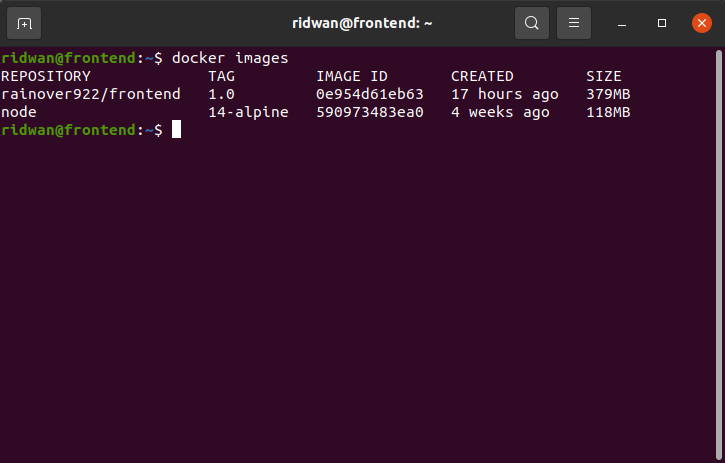 ridwan@frontend: ~
ridwan@frontend:~$ docker images
REPOSITORY TAG IMAGE ID CREATED SIZE
rainover922/frontend 1.0 0e954d61eb63 17 hours ago 379MB
node 14-alpine 590973483ea0 4 weeks ago 118MB
ridwan@frontend:~$